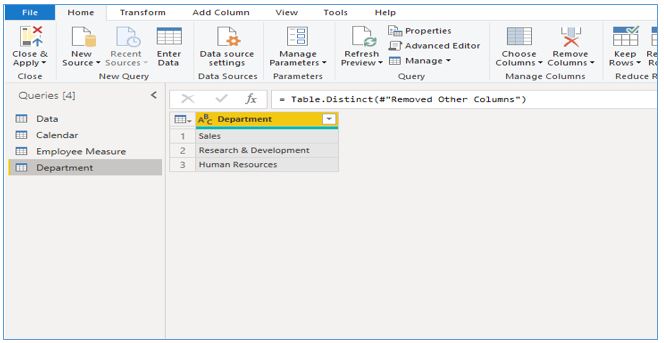 File Home Transform Add Column View Tools Help
Close & Apply
New Source
Recent Sources
Enter Data
Data source settings
Manage Parameters
Refresh Preview
Properties
Advanced Editor
Manage
Choose Columns
Remove Columns
Keep Rows
Close
New Query
Data Sources
Parameters
Query
Manage Columns
Reduce R
Queries [4]
fx = Table.Distinct(#"Removed Other Columns")
Data
Calendar
Employee Measure
Department
ABC Department
1 Sales
2 Research & Development
3 Human Resources